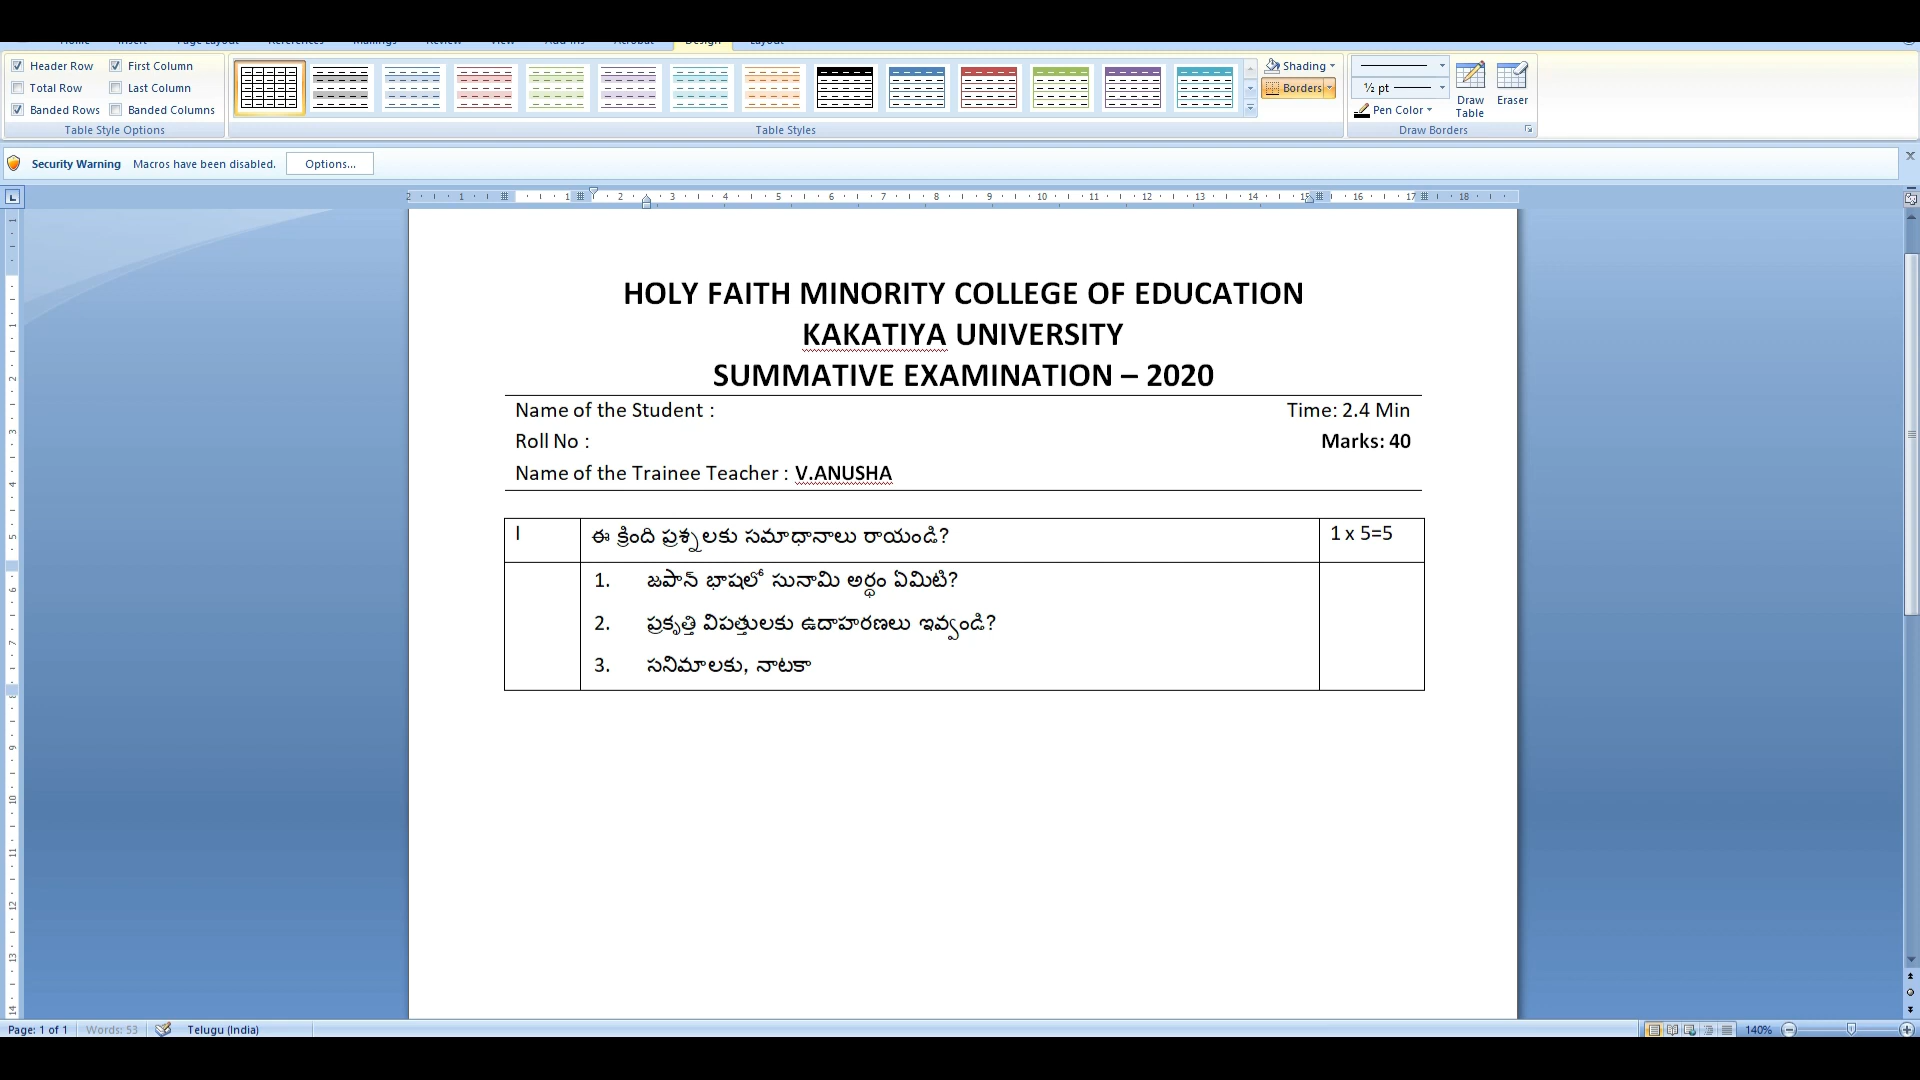 Header Row
First Column
Total Row
Last Column
Banded Rows
Banded Columns
Table Style Options
Table Styles
Shading
Borders
½ pt
Pen Color
Draw Table
Eraser
Draw Borders
Security Warning Macros have been disabled. Options...
HOLY FAITH MINORITY COLLEGE OF EDUCATION
KAKATIYA UNIVERSITY
SUMMATIVE EXAMINATION – 2020
Name of the Student : Time: 2.4 Min
Roll No : Marks: 40
Name of the Trainee Teacher : V.ANUSHA
I ఈ క్రింది ప్రశ్నలకు సమాధానాలు రాయండి? 1 x 5=5
1. జపాన్ భాషలో సునామి అర్థం ఏమిటి?
2. ప్రకృత్తి విపత్తులకు ఉదాహరణలు ఇవ్వండి?
3. సనిమాలకు, నాటకా
Page: 1 of 1 Words: 53 Telugu (India) 140%